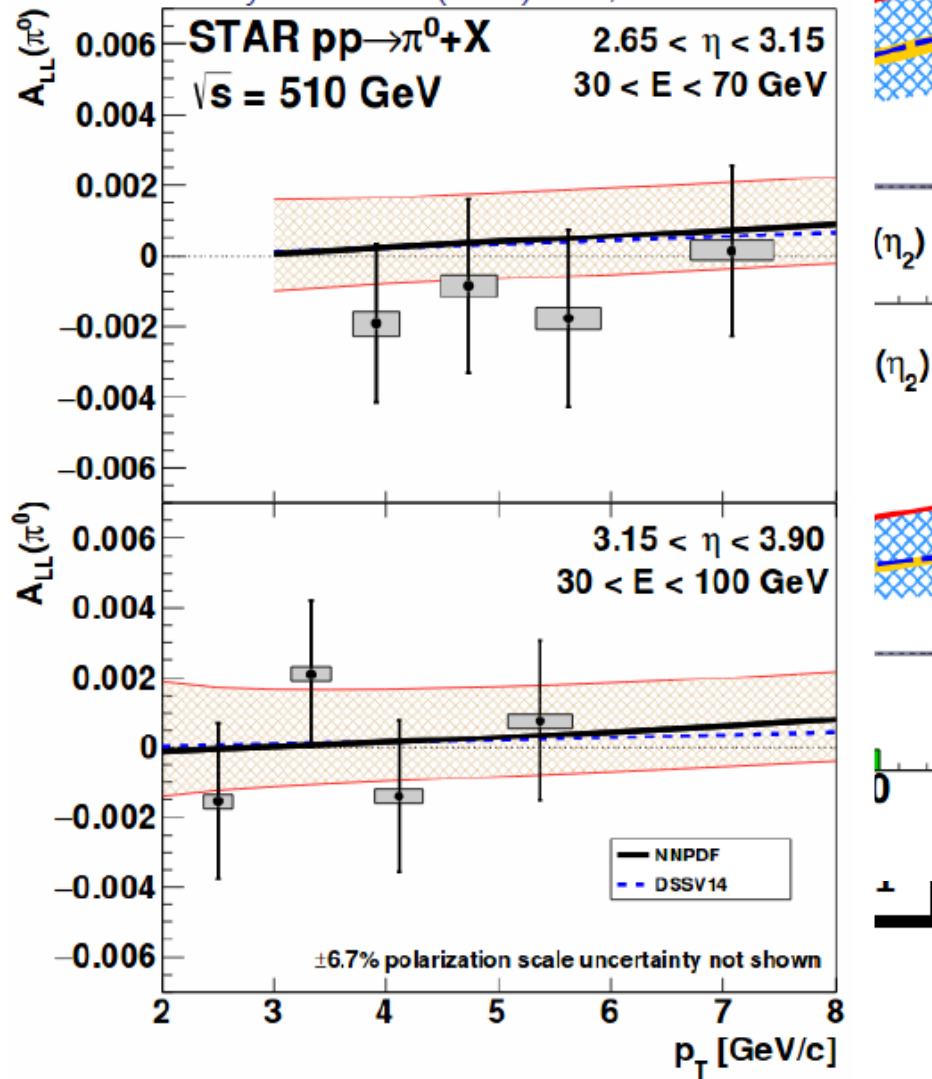 STAR pp→π⁰+X
√s = 510 GeV
2.65 < η < 3.15
30 < E < 70 GeV
A_LL(π⁰)
0.006
0.004
0.002
0
−0.002
−0.004
−0.006
3.15 < η < 3.90
30 < E < 100 GeV
A_LL(π⁰)
0.006
0.004
0.002
0
−0.002
−0.004
−0.006
NNPDF
DSSV14
±6.7% polarization scale uncertainty not shown
2 3 4 5 6 7 8
p_T [GeV/c]
(η₂)
(η₂)
0